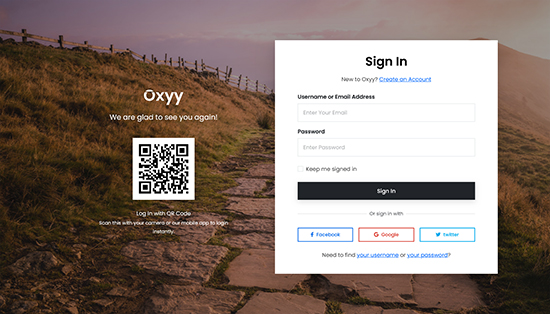 Oxyy
We are glad to see you again!
Log in with QR Code
Scan this with your camera or our mobile app to login
instantly.
Sign In
New to Oxyy? Create an Account
Username or Email Address
Enter Your Email
Password
Enter Password
Keep me signed in
Sign In
Or sign in with
Facebook
Google
twitter
Need to find your username or your password?